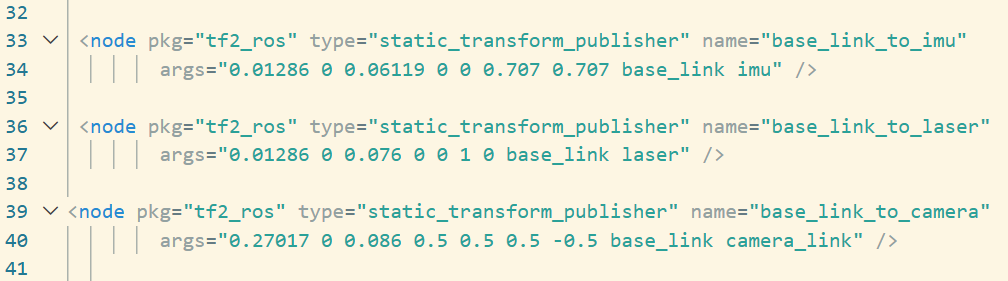 32
33 <node pkg="tf2_ros" type="static_transform_publisher" name="base_link_to_imu"
34 args="0.01286 0 0.06119 0 0 0.707 0.707 base_link imu" />
35
36 <node pkg="tf2_ros" type="static_transform_publisher" name="base_link_to_laser"
37 args="0.01286 0 0.076 0 0 1 0 base_link laser" />
38
39 <node pkg="tf2_ros" type="static_transform_publisher" name="base_link_to_camera"
40 args="0.27017 0 0.086 0.5 0.5 0.5 -0.5 base_link camera_link" />
41